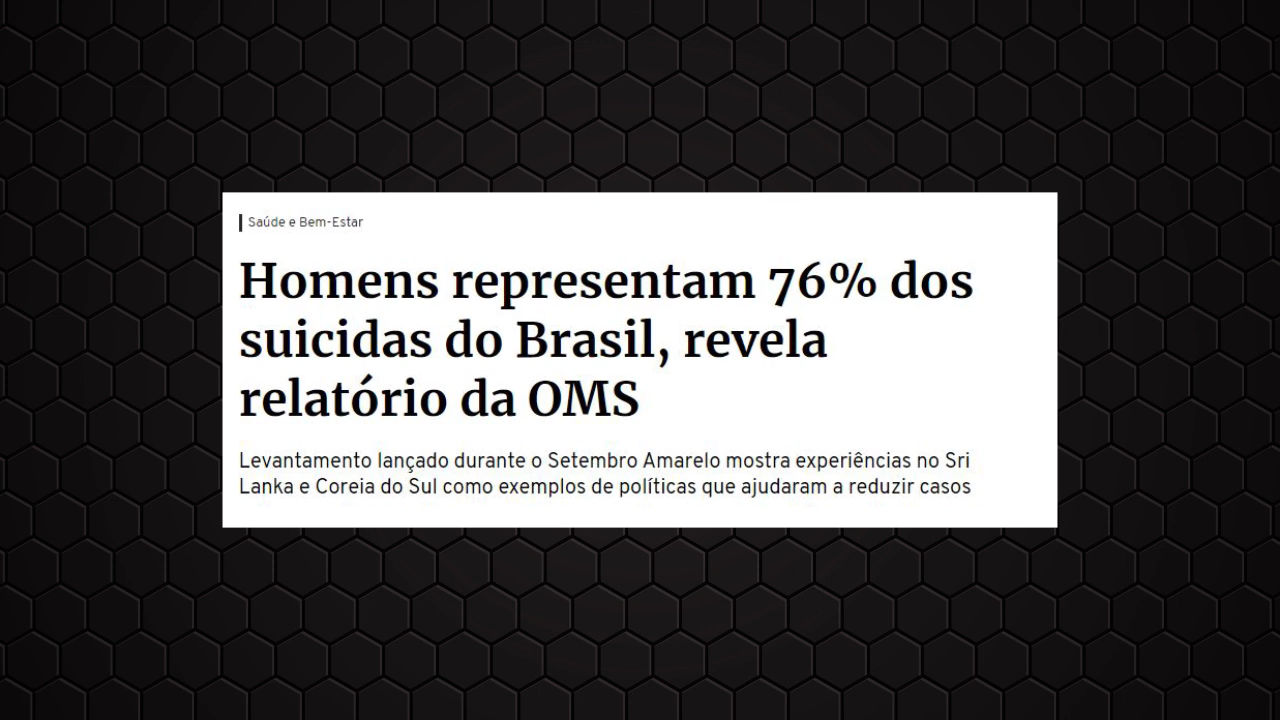 Saúde e Bem-Estar
Homens representam 76% dos
suicidas do Brasil, revela
relatório da OMS
Levantamento lançado durante o Setembro Amarelo mostra experiências no Sri
Lanka e Coreia do Sul como exemplos de políticas que ajudaram a reduzir casos